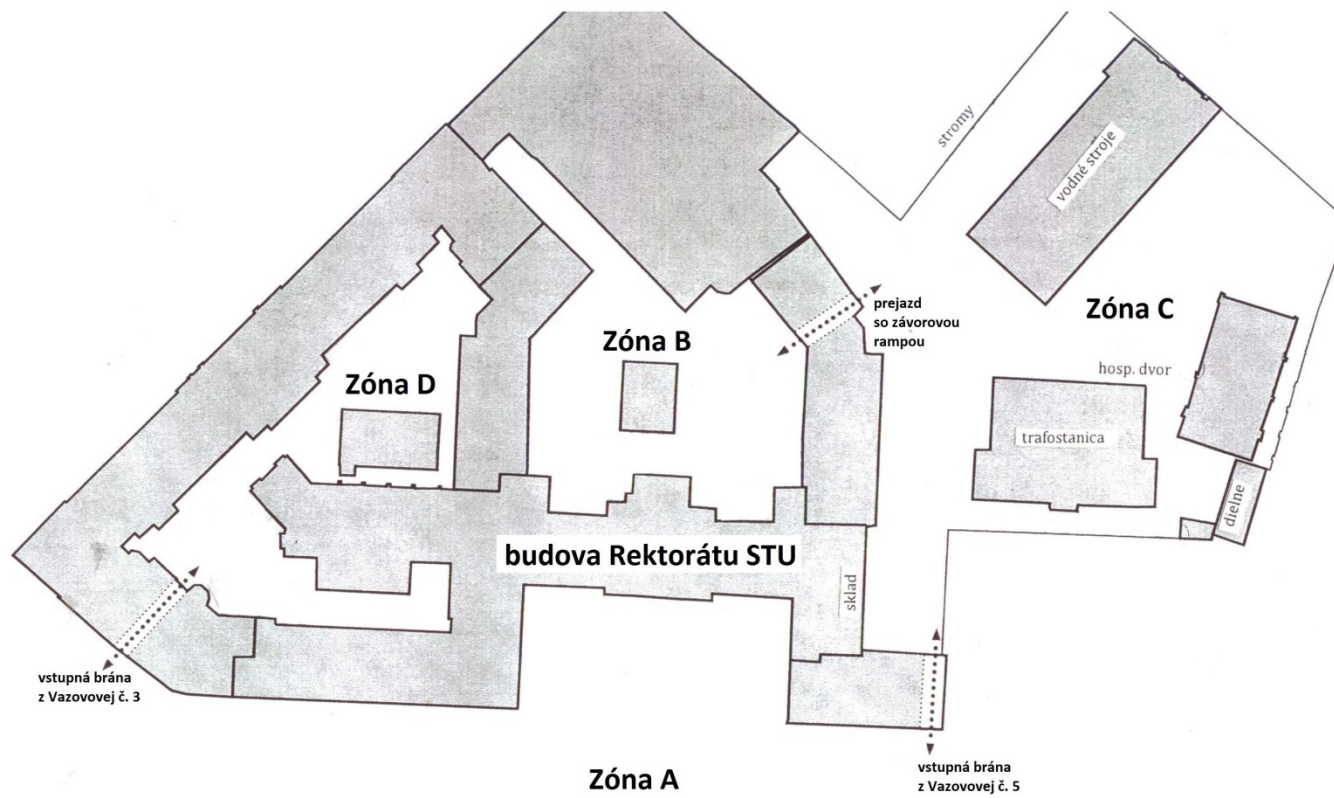 stromy
vodné stroje
prejazd
so závorovou
rampou
Zóna C
Zóna B
hosp. dvor
Zóna D
trafostanica
dielne
budova Rektorátu STU
sklad
vstupná brána
z Vazovovej č. 3
vstupná brána
z Vazovovej č. 5
Zóna A